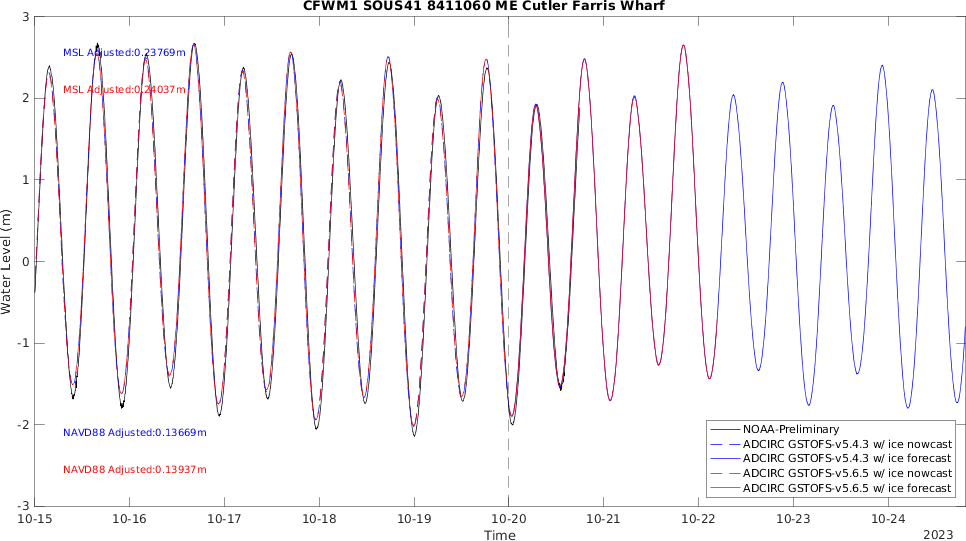 CFWM1 SOUS41 8411060 ME Cutler Farris Wharf
3
MSL Adjusted:0.23769m
MSL Adjusted:0.24037m
2
1
0
-1
-2
-3
Water Level (m)
NAVD88 Adjusted:0.13669m
NAVD88 Adjusted:0.13937m
NOAA-Preliminary
ADCIRC GSTOFS-v5.4.3 w/ ice nowcast
ADCIRC GSTOFS-v5.4.3 w/ ice forecast
ADCIRC GSTOFS-v5.6.5 w/ ice nowcast
ADCIRC GSTOFS-v5.6.5 w/ ice forecast
10-15 10-16 10-17 10-18 10-19 10-20 10-21 10-22 10-23 10-24
Time
2023